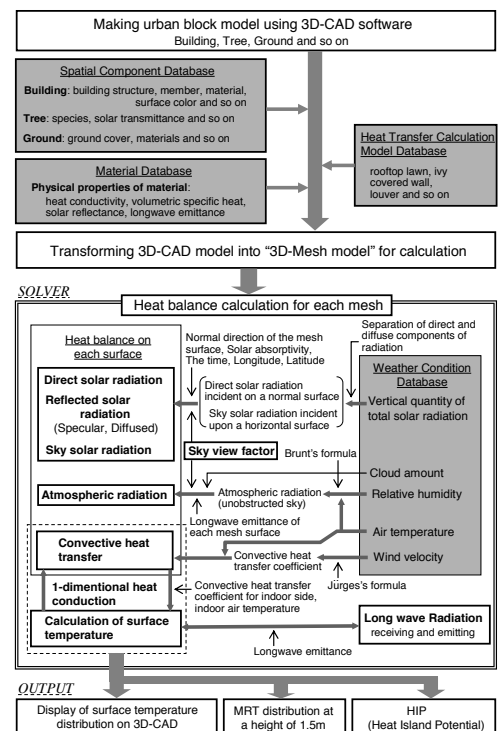 Making urban block model using 3D-CAD software
Building, Tree, Ground and so on
Spatial Component Database
Building: building structure, member, material,
surface color and so on
Tree: species, solar transmittance and so on
Ground: ground cover, materials and so on
Heat Transfer Calculation
Model Database
rooftop lawn, ivy
covered wall,
louver and so on
Material Database
Physical properties of material:
heat conductivity, volumetric specific heat,
solar reflectance, longwave emittance
Transforming 3D-CAD model into “3D-Mesh model” for calculation
SOLVER
Heat balance calculation for each mesh
Heat balance on
each surface
Normal direction of the mesh
surface, Solar absorptivity,
The time, Longitude, Latitude
Separation of direct and
diffuse components of
radiation
Direct solar radiation
Reflected solar
radiation
(Specular, Diffused)
Sky solar radiation
Direct solar radiation
incident on a normal surface
Sky solar radiation incident
upon a horizontal surface
Weather Condition
Database
Vertical quantity of
total solar radiation
Sky view factor
Brunt's formula
Cloud amount
Atmospheric radiation
Atmospheric radiation
(unobstructed sky)
Relative humidity
Longwave emittance
of each mesh surface
Air temperature
Convective heat
transfer
Convective heat
transfer coefficient
Wind velocity
1-dimentional heat
conduction
Convective heat transfer
coefficient for indoor side,
indoor air temperature
Jürges's formula
Calculation of surface
temperature
Long wave Radiation
receiving and emitting
Longwave emittance
OUTPUT
Display of surface temperature
distribution on 3D-CAD
MRT distribution at
a height of 1.5m
HIP
(Heat Island Potential)